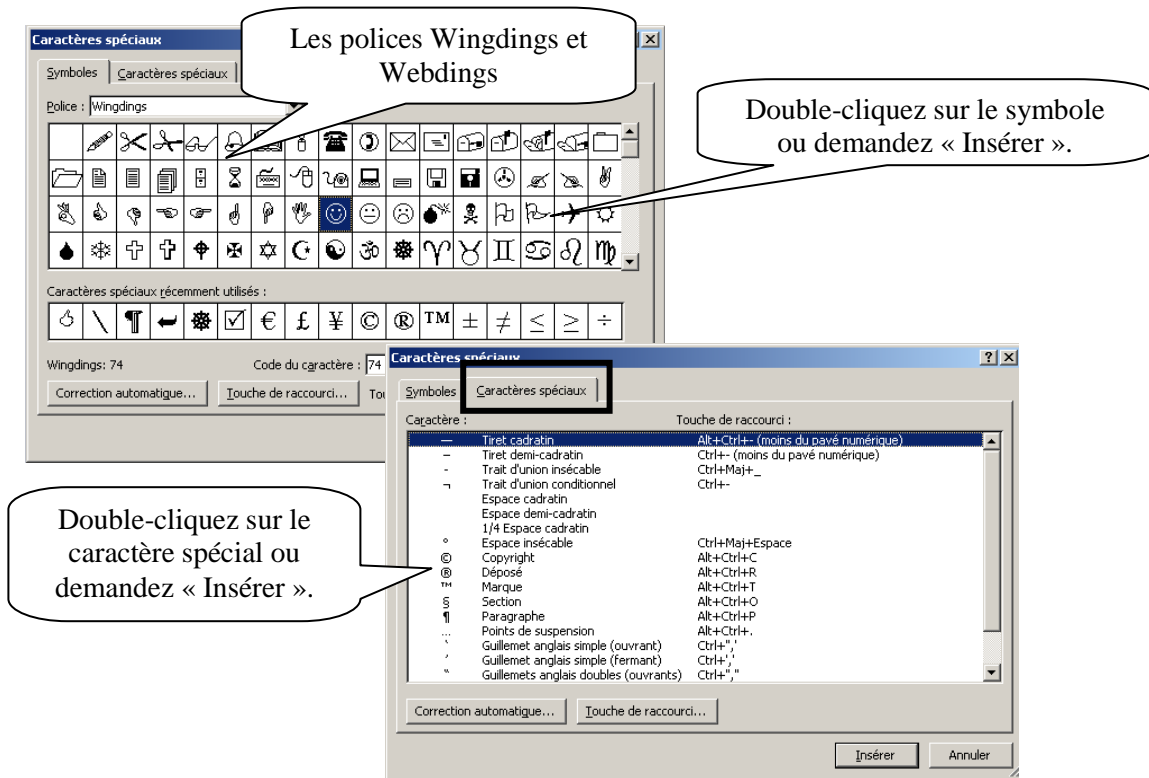 Caractères spéciaux
Les polices Wingdings et
Webdings
Symboles
Caractères spéciaux
Police :
Wingdings
Double-cliquez sur le symbole
ou demandez « Insérer ».
Caractères spéciaux récemment utilisés :
\ ¶ € £ ¥ © ® TM ± ≠ ≤ ≥ ÷
Wingdings: 74
Code du caractère : 74
Correction automatique...
Touche de raccourci...
Caractères spéciaux
Symboles
Caractères spéciaux
Caractère :
Touche de raccourci :
— Tiret cadratin Alt+Ctrl+- (moins du pavé numérique)
– Tiret demi-cadratin Ctrl+- (moins du pavé numérique)
- Trait d'union insécable Ctrl+Maj+_
¬ Trait d'union conditionnel Ctrl+-
Espace cadratin
Espace demi-cadratin
1/4 Espace cadratin
° Espace insécable Ctrl+Maj+Espace
© Copyright Alt+Ctrl+C
® Déposé Alt+Ctrl+R
™ Marque Alt+Ctrl+T
§ Section Alt+Ctrl+O
¶ Paragraphe Alt+Ctrl+P
… Points de suspension Alt+Ctrl+.
‘ Guillemet anglais simple (ouvrant) Ctrl+",'
’ Guillemet anglais simple (fermant) Ctrl+','
“ Guillemets anglais doubles (ouvrants) Ctrl+","
Double-cliquez sur le
caractère spécial ou
demandez « Insérer ».
Correction automatique...
Touche de raccourci...
Insérer
Annuler